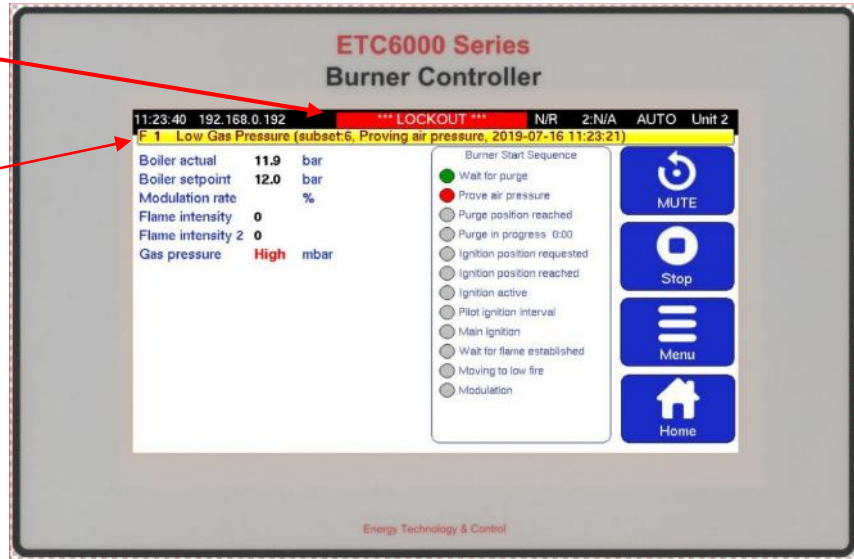 ETC6000 Series
Burner Controller
11:23:40 192.168.0.192 *** LOCKOUT *** N/R 2:N/A AUTO Unit 2
F 1 Low Gas Pressure (subset:6, Proving air pressure, 2019-07-16 11:23:21)
Boiler actual 11.9 bar
Boiler setpoint 12.0 bar
Modulation rate %
Flame intensity 0
Flame intensity 2 0
Gas pressure High mbar
Burner Start Sequence
Wait for purge
Prove air pressure
Purge position reached
Purge in progress 0:00
Ignition position requested
Ignition position reached
Ignition active
Pilot ignition interval
Main ignition
Wait for flame established
Moving to low fire
Modulation
MUTE
Stop
Menu
Home
Energy Technology & Control